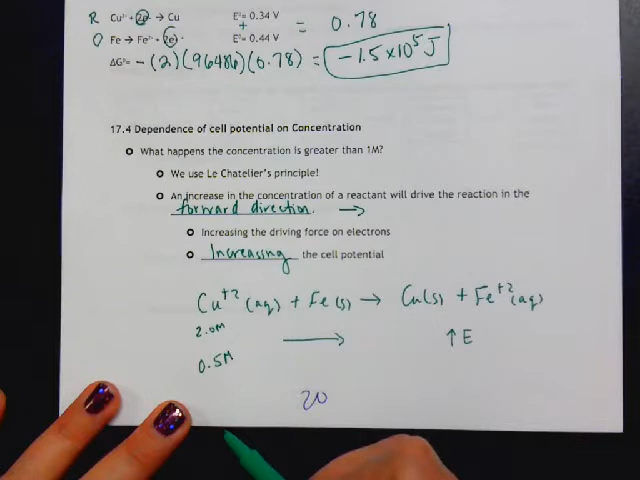 R Cu²⁺ + 2e⁻ → Cu E°= 0.34 V = 0.78
+
O Fe → Fe²⁺ + 2e⁻ E°= 0.44 V
ΔG°= -(2)(96486)(0.78) = -1.5x10⁵ J
17.4 Dependence of cell potential on Concentration
What happens the concentration is greater than 1M?
We use Le Chatelier's principle!
An increase in the concentration of a reactant will drive the reaction in the
forward direction. →
Increasing the driving force on electrons
Increasing the cell potential
Cu⁺² (aq) + Fe(s) → Cu(s) + Fe⁺² (aq)
2.0M
→ ↑E
0.5M
20